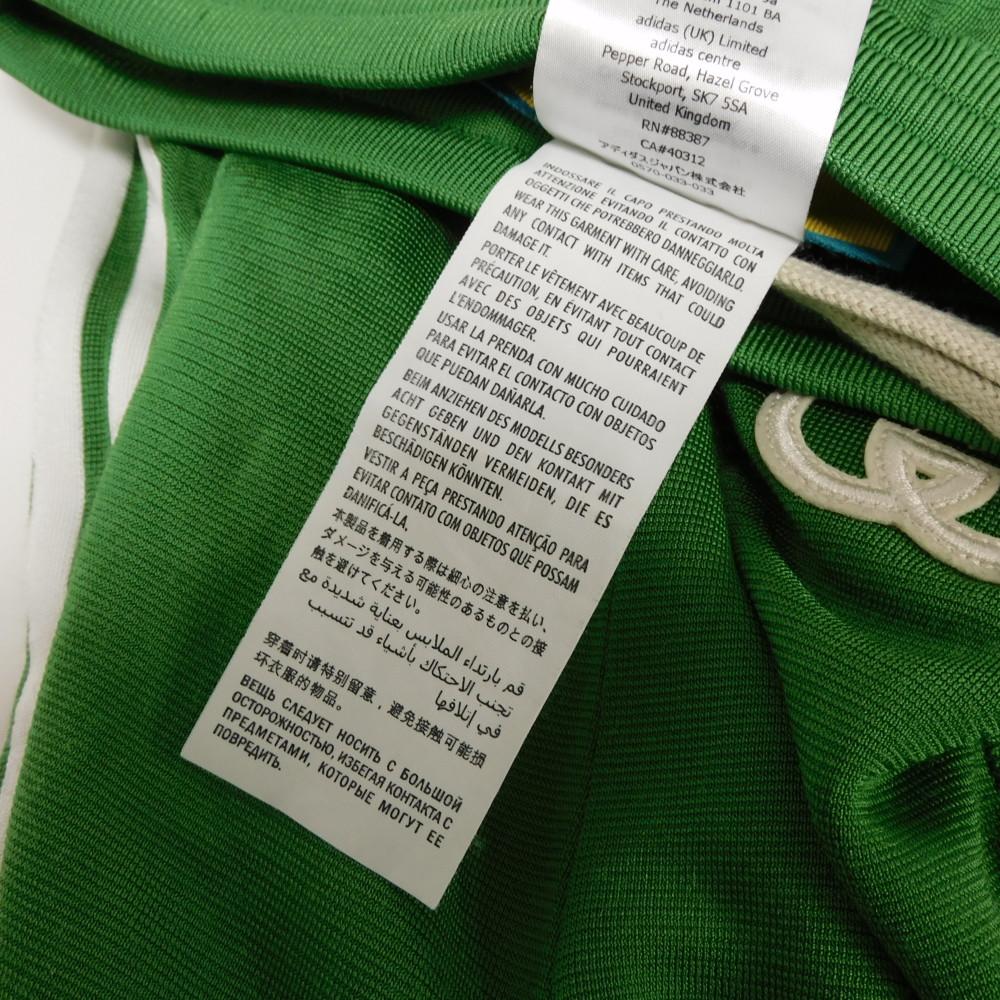 1101 BA
The Netherlands
adidas (UK) Limited
adidas centre
Pepper Road, Hazel Grove
Stockport, SK7 5SA
United Kingdom
RN#88387
CA#40312
アディダスジャパン株式会社
0570-033-033
INDOSSARE IL CAPO PRESTANDO MOLTA
ATTENZIONE EVITANDO IL CONTATTO CON
OGGETTI CHE POTREBBERO DANNEGGIARLO.
WEAR THIS GARMENT WITH CARE, AVOIDING
ANY CONTACT WITH ITEMS THAT COULD
DAMAGE IT.
PORTER LE VÊTEMENT AVEC BEAUCOUP DE
PRÉCAUTION, EN ÉVITANT TOUT CONTACT
AVEC DES OBJETS QUI POURRAIENT
L'ENDOMMAGER.
USAR LA PRENDA CON MUCHO CUIDADO
PARA EVITAR EL CONTACTO CON OBJETOS
QUE PUEDAN DAÑARLA.
BEIM ANZIEHEN DES MODELLS BESONDERS
ACHT GEBEN UND DEN KONTAKT MIT
GEGENSTÄNDEN VERMEIDEN, DIE ES
BESCHÄDIGEN KÖNNTEN.
VESTIR A PEÇA PRESTANDO ATENÇÃO PARA
EVITAR CONTATO COM OBJETOS QUE POSSAM
DANIFICÁ-LA.
本製品を着用する際は細心の注意を払い、
ダメージを与える可能性のあるものとの接
触を避けてください。
قم بارتداء الملابس بعناية شديدة مع
تجنب الاحتكاك بأشياء قد تتسبب
في إتلافها
穿着时请特别留意，避免接触可能损
坏衣服的物品。
ВЕЩЬ СЛЕДУЕТ НОСИТЬ С БОЛЬШОЙ
ОСТОРОЖНОСТЬЮ, ИЗБЕГАЯ КОНТАКТА С
ПРЕДМЕТАМИ, КОТОРЫЕ МОГУТ ЕЕ
ПОВРЕДИТЬ.